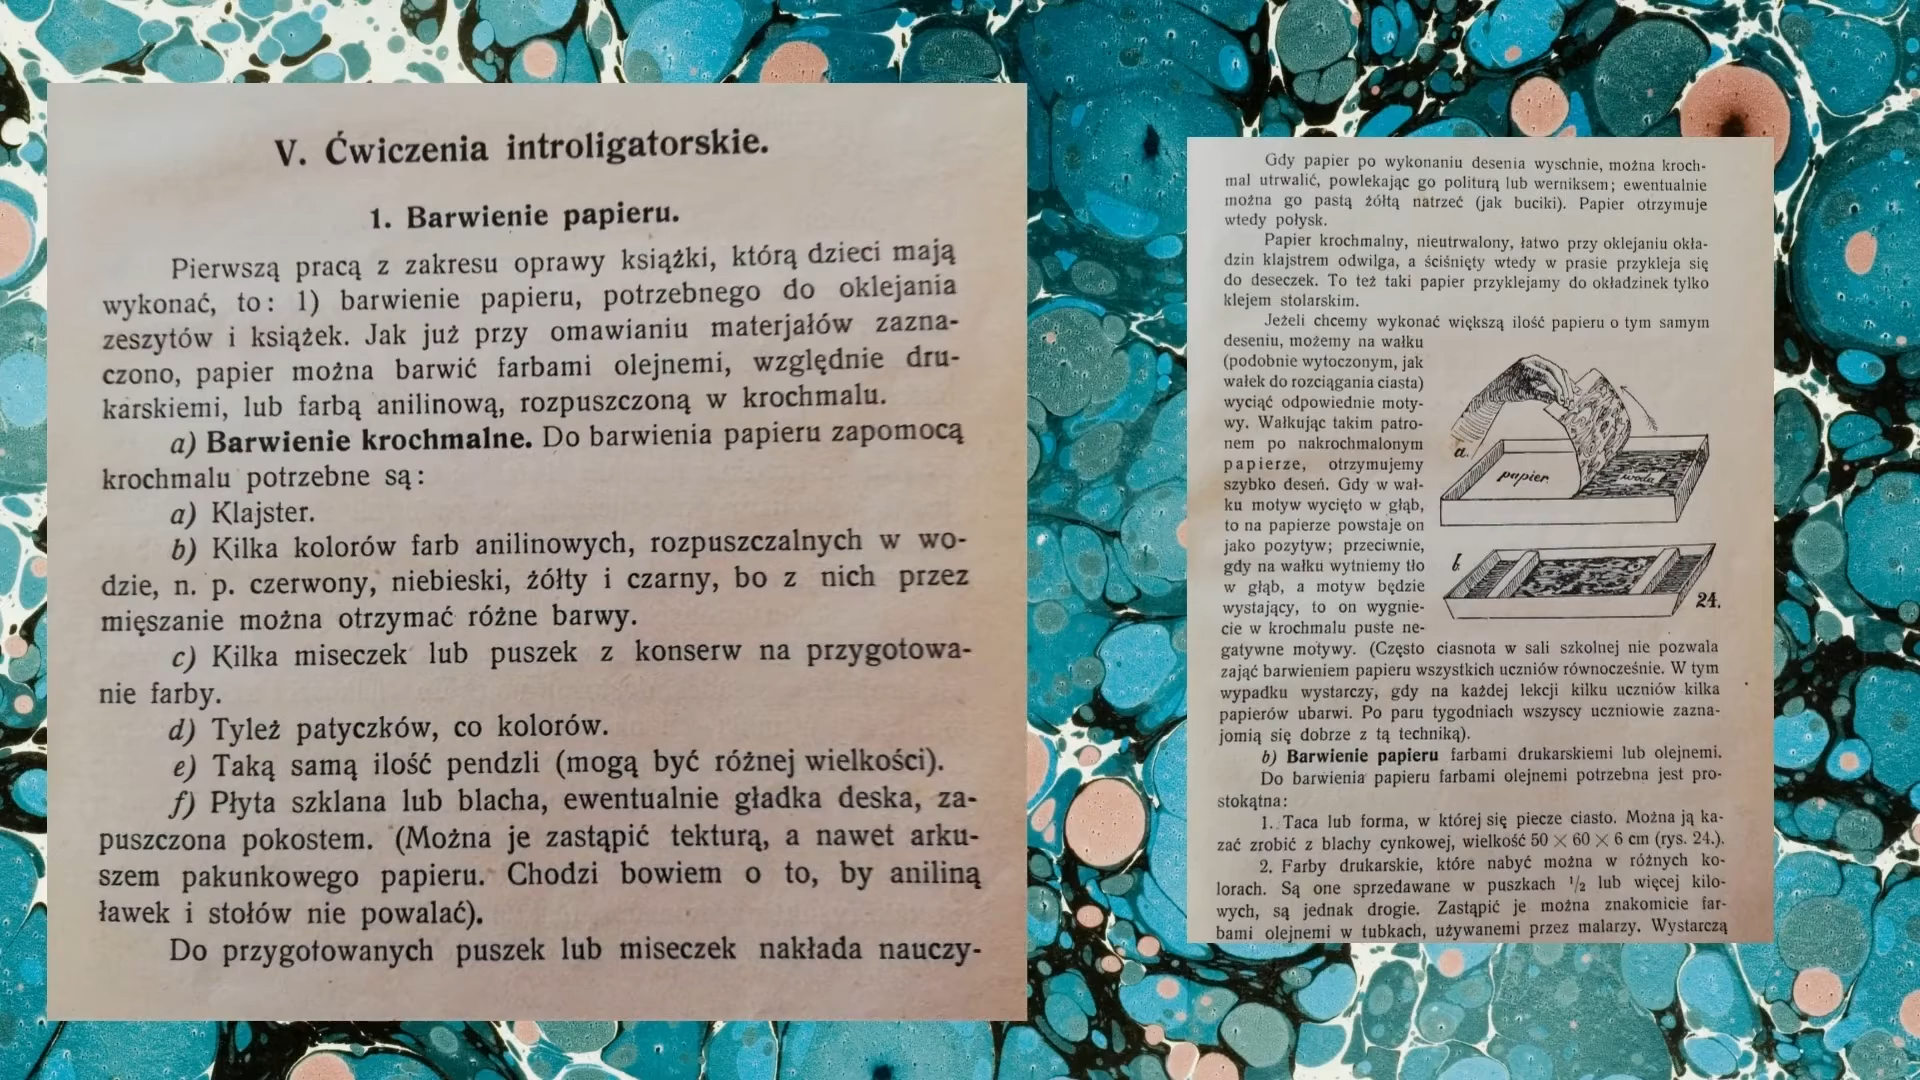 V. Ćwiczenia introligatorskie.
1. Barwienie papieru.
Pierwszą pracą z zakresu oprawy książki, którą dzieci mają
wykonać, to: 1) barwienie papieru, potrzebnego do oklejania
zeszytów i książek. Jak już przy omawianiu materjałów zazna-
czono, papier można barwić farbami olejnemi, względnie dru-
karskiemi, lub farbą anilinową, rozpuszczoną w krochmalu.
a) Barwienie krochmalne. Do barwienia papieru zapomocą
krochmalu potrzebne są:
a) Klajster.
b) Kilka kolorów farb anilinowych, rozpuszczalnych w wo-
dzie, n. p. czerwony, niebieski, żółty i czarny, bo z nich przez
mięszanie można otrzymać różne barwy.
c) Kilka miseczek lub puszek z konserw na przygotowa-
nie farby.
d) Tyleż patyczków, co kolorów.
e) Taką samą ilość pendzli (mogą być różnej wielkości).
f) Płyta szklana lub blacha, ewentualnie gładka deska, za-
puszczona pokostem. (Można je zastąpić tekturą, a nawet arku-
szem pakunkowego papieru. Chodzi bowiem o to, by aniliną
ławek i stołów nie powalać).
Do przygotowanych puszek lub miseczek nakłada nauczy-
Gdy papier po wykonaniu desenia wyschnie, można kroch-
mal utrwalić, powlekając go politurą lub werniksem; ewentualnie
można go pastą żółtą natrzeć (jak buciki). Papier otrzymuje
wtedy połysk.
Papier krochmalny, nieutrwalony, łatwo przy oklejaniu okła-
dzin klajstrem odwilga, a ściśnięty wtedy w prasie przykleja się
do deseczek. To też taki papier przyklejamy do okładzinek tylko
klejem stolarskim.
Jeżeli chcemy wykonać większą ilość papieru o tym samym
deseniu, możemy na wałku
(podobnie wytoczonym, jak
wałek do rozciągania ciasta)
wyciąć odpowiednie moty-
wy. Wałkując takim patro-
nem po nakrochmalonym
papierze, otrzymujemy
szybko deseń. Gdy w wał-
ku motyw wycięto w głąb,
to na papierze powstaje on
jako pozytyw; przeciwnie,
gdy na wałku wytniemy tło
w głąb, a motyw będzie
wystający, to on wygnie-
cie w krochmalu puste ne-
gatywne motywy. (Często ciasnota w sali szkolnej nie pozwala
zająć barwieniem papieru wszystkich uczniów równocześnie. W tym
wypadku wystarczy, gdy na każdej lekcji kilku uczniów kilka
papierów ubarwi. Po paru tygodniach wszyscy uczniowie zazna-
jomią się dobrze z tą techniką).
a.
papier
woda
b.
24.
b) Barwienie papieru farbami drukarskiemi lub olejnemi.
Do barwienia papieru farbami olejnemi potrzebna jest pro-
stokątna:
1. Taca lub forma, w której się piecze ciasto. Można ją ka-
zać zrobić z blachy cynkowej, wielkość 50 × 60 × 6 cm (rys. 24.).
2. Farby drukarskie, które nabyć można w różnych ko-
lorach. Są one sprzedawane w puszkach 1/2 lub więcej kilo-
wych, są jednak drogie. Zastąpić je można znakomicie far-
bami olejnemi w tubkach, używanemi przez malarzy. Wystarczą